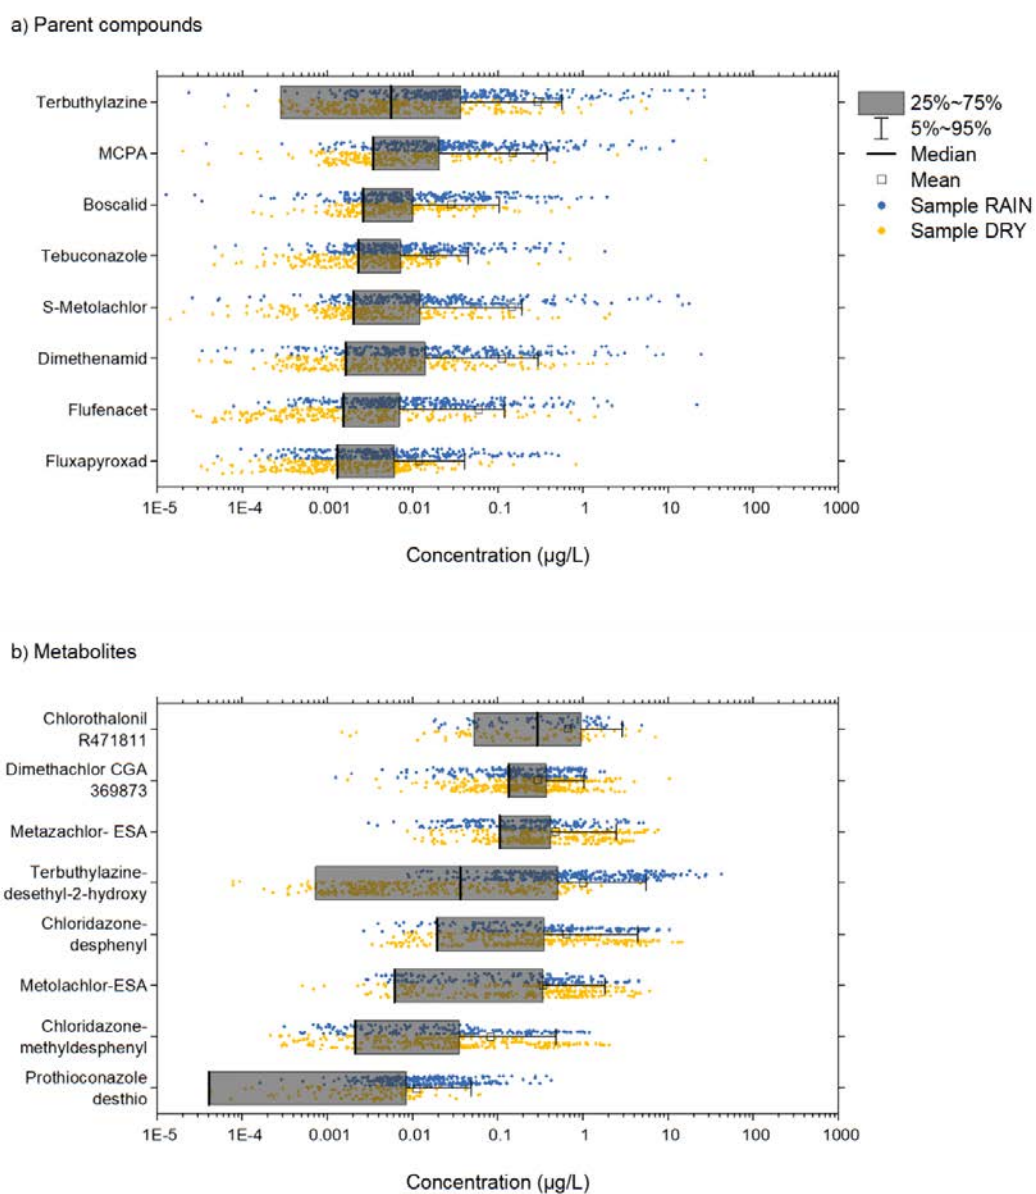 a) Parent compounds
Terbuthylazine
MCPA
Boscalid
Tebuconazole
S-Metolachlor
Dimethenamid
Flufenacet
Fluxapyroxad
1E-5 1E-4 0.001 0.01 0.1 1 10 100 1000
Concentration (µg/L)
25%~75%
5%~95%
Median
Mean
Sample RAIN
Sample DRY
b) Metabolites
Chlorothalonil
R471811
Dimethachlor CGA
369873
Metazachlor- ESA
Terbuthylazine-
desethyl-2-hydroxy
Chloridazone-
desphenyl
Metolachlor-ESA
Chloridazone-
methyldesphenyl
Prothioconazole
desthio
1E-5 1E-4 0.001 0.01 0.1 1 10 100 1000
Concentration (µg/L)